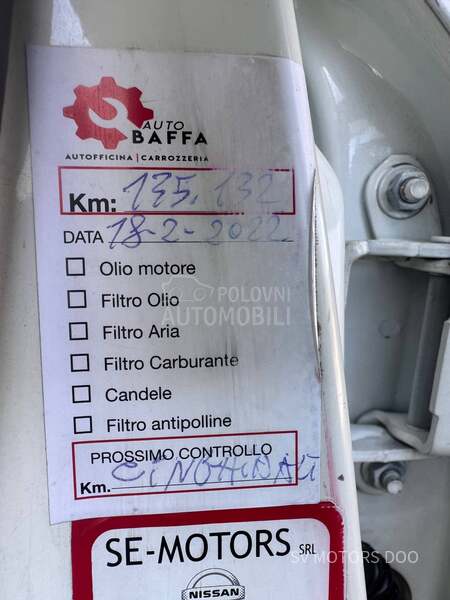 AUTO
BAFFA
AUTOFFICINA | CARROZZERIA
Km: 135.132
DATA 18-2-2022
Olio motore
Filtro Olio
POLOVNI
AUTOMOBILI
Filtro Aria
Filtro Carburante
Candele
Filtro antipolline
PROSSIMO CONTROLLO
Km.
SE-MOTORS SRL
SV MOTORS DOO
NISSAN